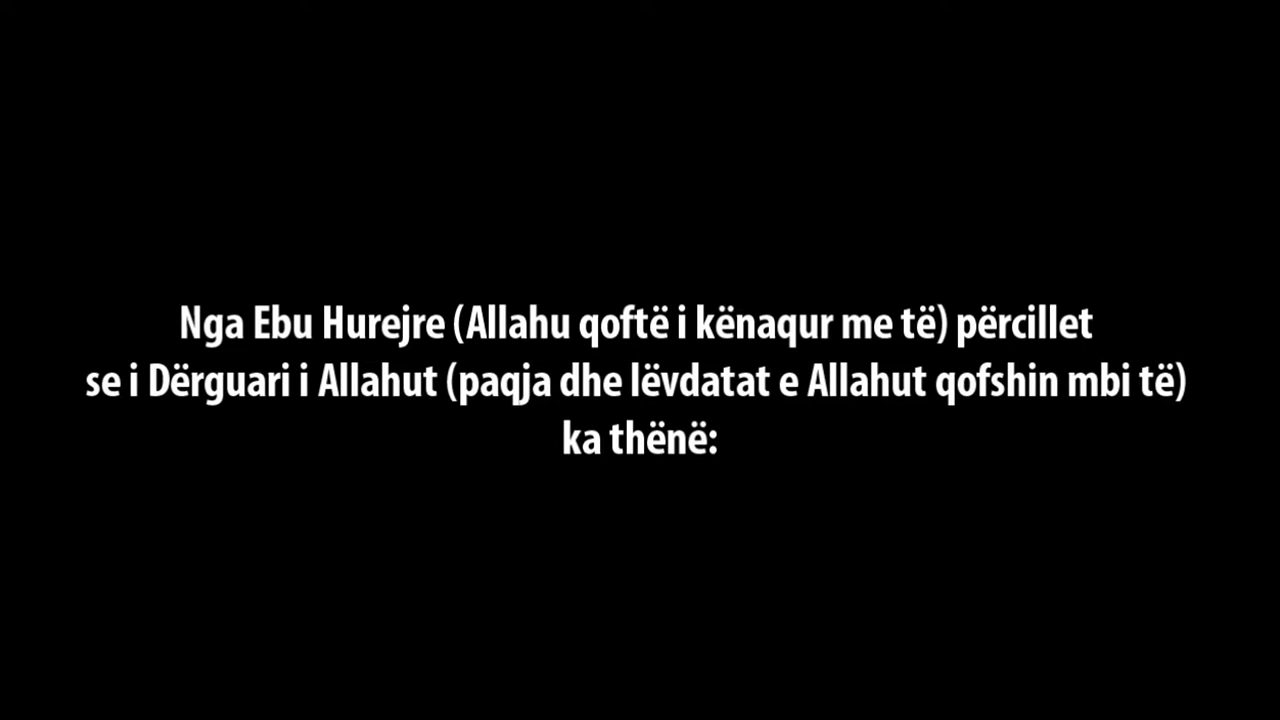 Nga Ebu Hurejre (Allahu qoftë i kënaqur me të) përcillet
se i Dërguari i Allahut (paqja dhe lëvdatat e Allahut qofshin mbi të)
ka thënë: